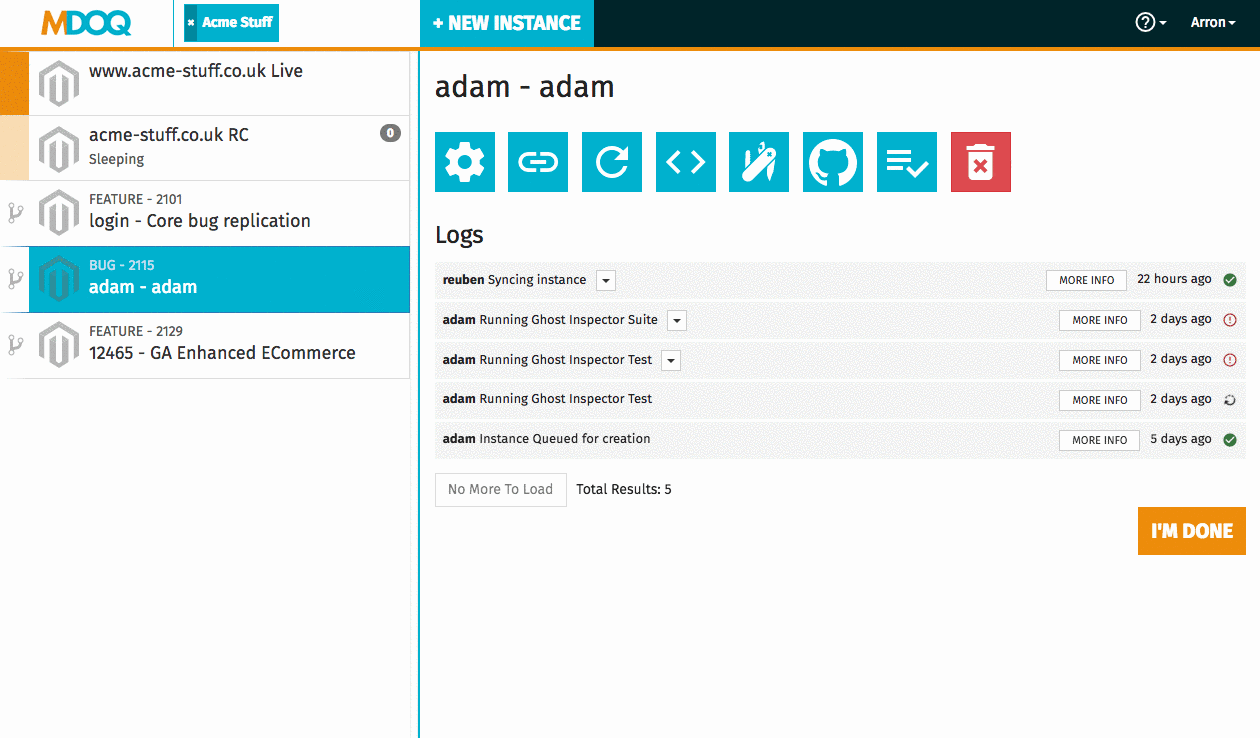 MDOQ
× Acme Stuff
+ NEW INSTANCE
?
Arron
www.acme-stuff.co.uk Live
acme-stuff.co.uk RC
0
Sleeping
FEATURE - 2101
login - Core bug replication
BUG - 2115
adam - adam
FEATURE - 2129
12465 - GA Enhanced ECommerce
adam - adam
Logs
reuben Syncing instance MORE INFO 22 hours ago
adam Running Ghost Inspector Suite MORE INFO 2 days ago
adam Running Ghost Inspector Test MORE INFO 2 days ago
adam Running Ghost Inspector Test MORE INFO 2 days ago
adam Instance Queued for creation MORE INFO 5 days ago
No More To Load Total Results: 5
I'M DONE